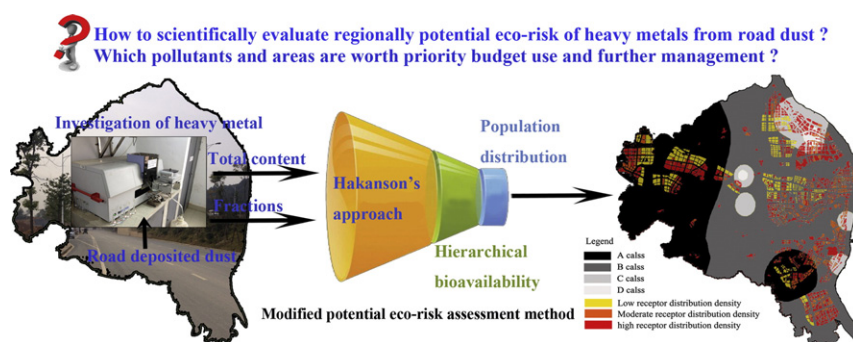 How to scientifically evaluate regionally potential eco-risk of heavy metals from road dust ?
Which pollutants and areas are worth priority budget use and further management ?
Investigation of heavy metal
Total content
Fractions
Road deposited dust
Hakanson's
approach
Population
distribution
Hierarchical
bioavailability
Modified potential eco-risk assessment method
Legend
A calss
B calss
C calss
D calss
Low receptor distribution density
Moderate receptor distribution density
high receptor distribution density